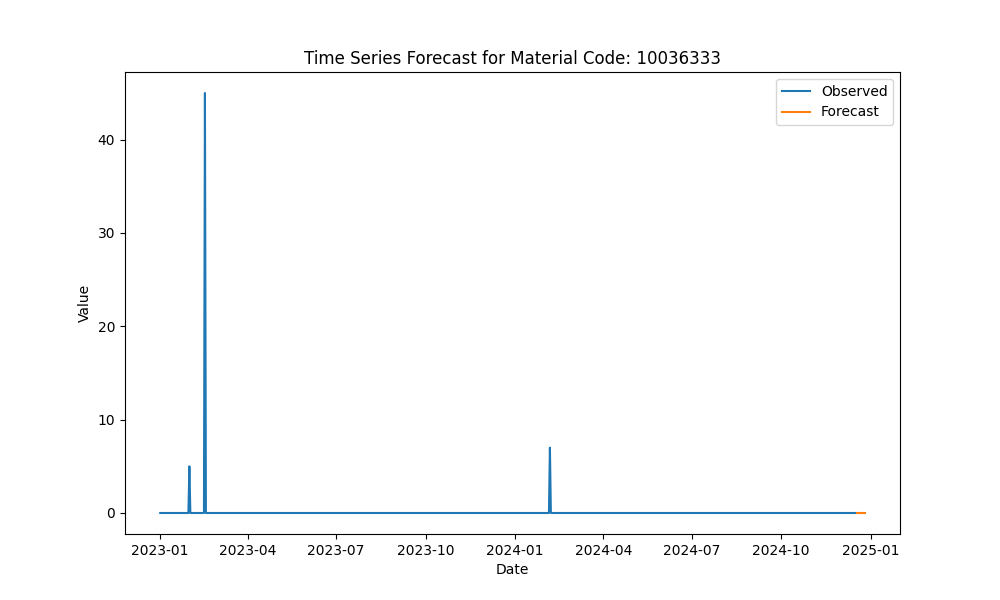 Time Series Forecast for Material Code: 10036333
Observed
Forecast
Value
40
30
20
10
0
2023-01 2023-04 2023-07 2023-10 2024-01 2024-04 2024-07 2024-10 2025-01
Date